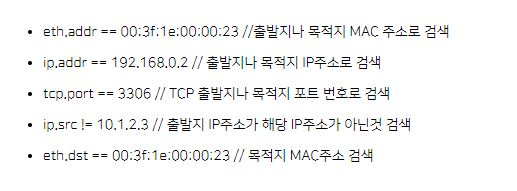 • eth.addr == 00:3f:1e:00:00:23 //출발지나 목적지 MAC 주소로 검색
• ip.addr == 192.168.0.2 // 출발지나 목적지 IP주소로 검색
• tcp.port == 3306 // TCP 출발지나 목적지 포트 번호로 검색
• ip.src != 10.1.2.3 // 출발지 IP주소가 해당 IP주소가 아닌것 검색
• eth.dst == 00:3f:1e:00:00:23 // 목적지 MAC주소 검색